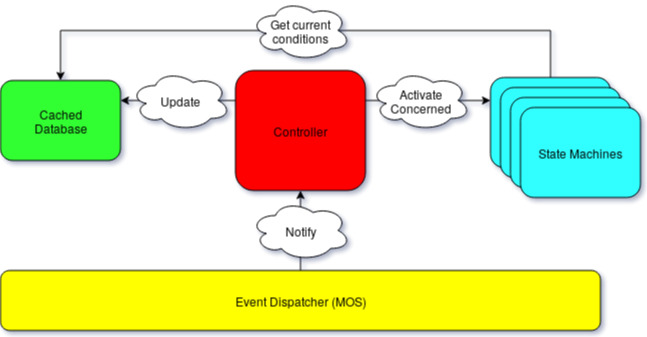 Get current
conditions
Cached
Database
Update
Controller
Activate
Concerned
State Machines
Notify
Event Dispatcher (MOS)